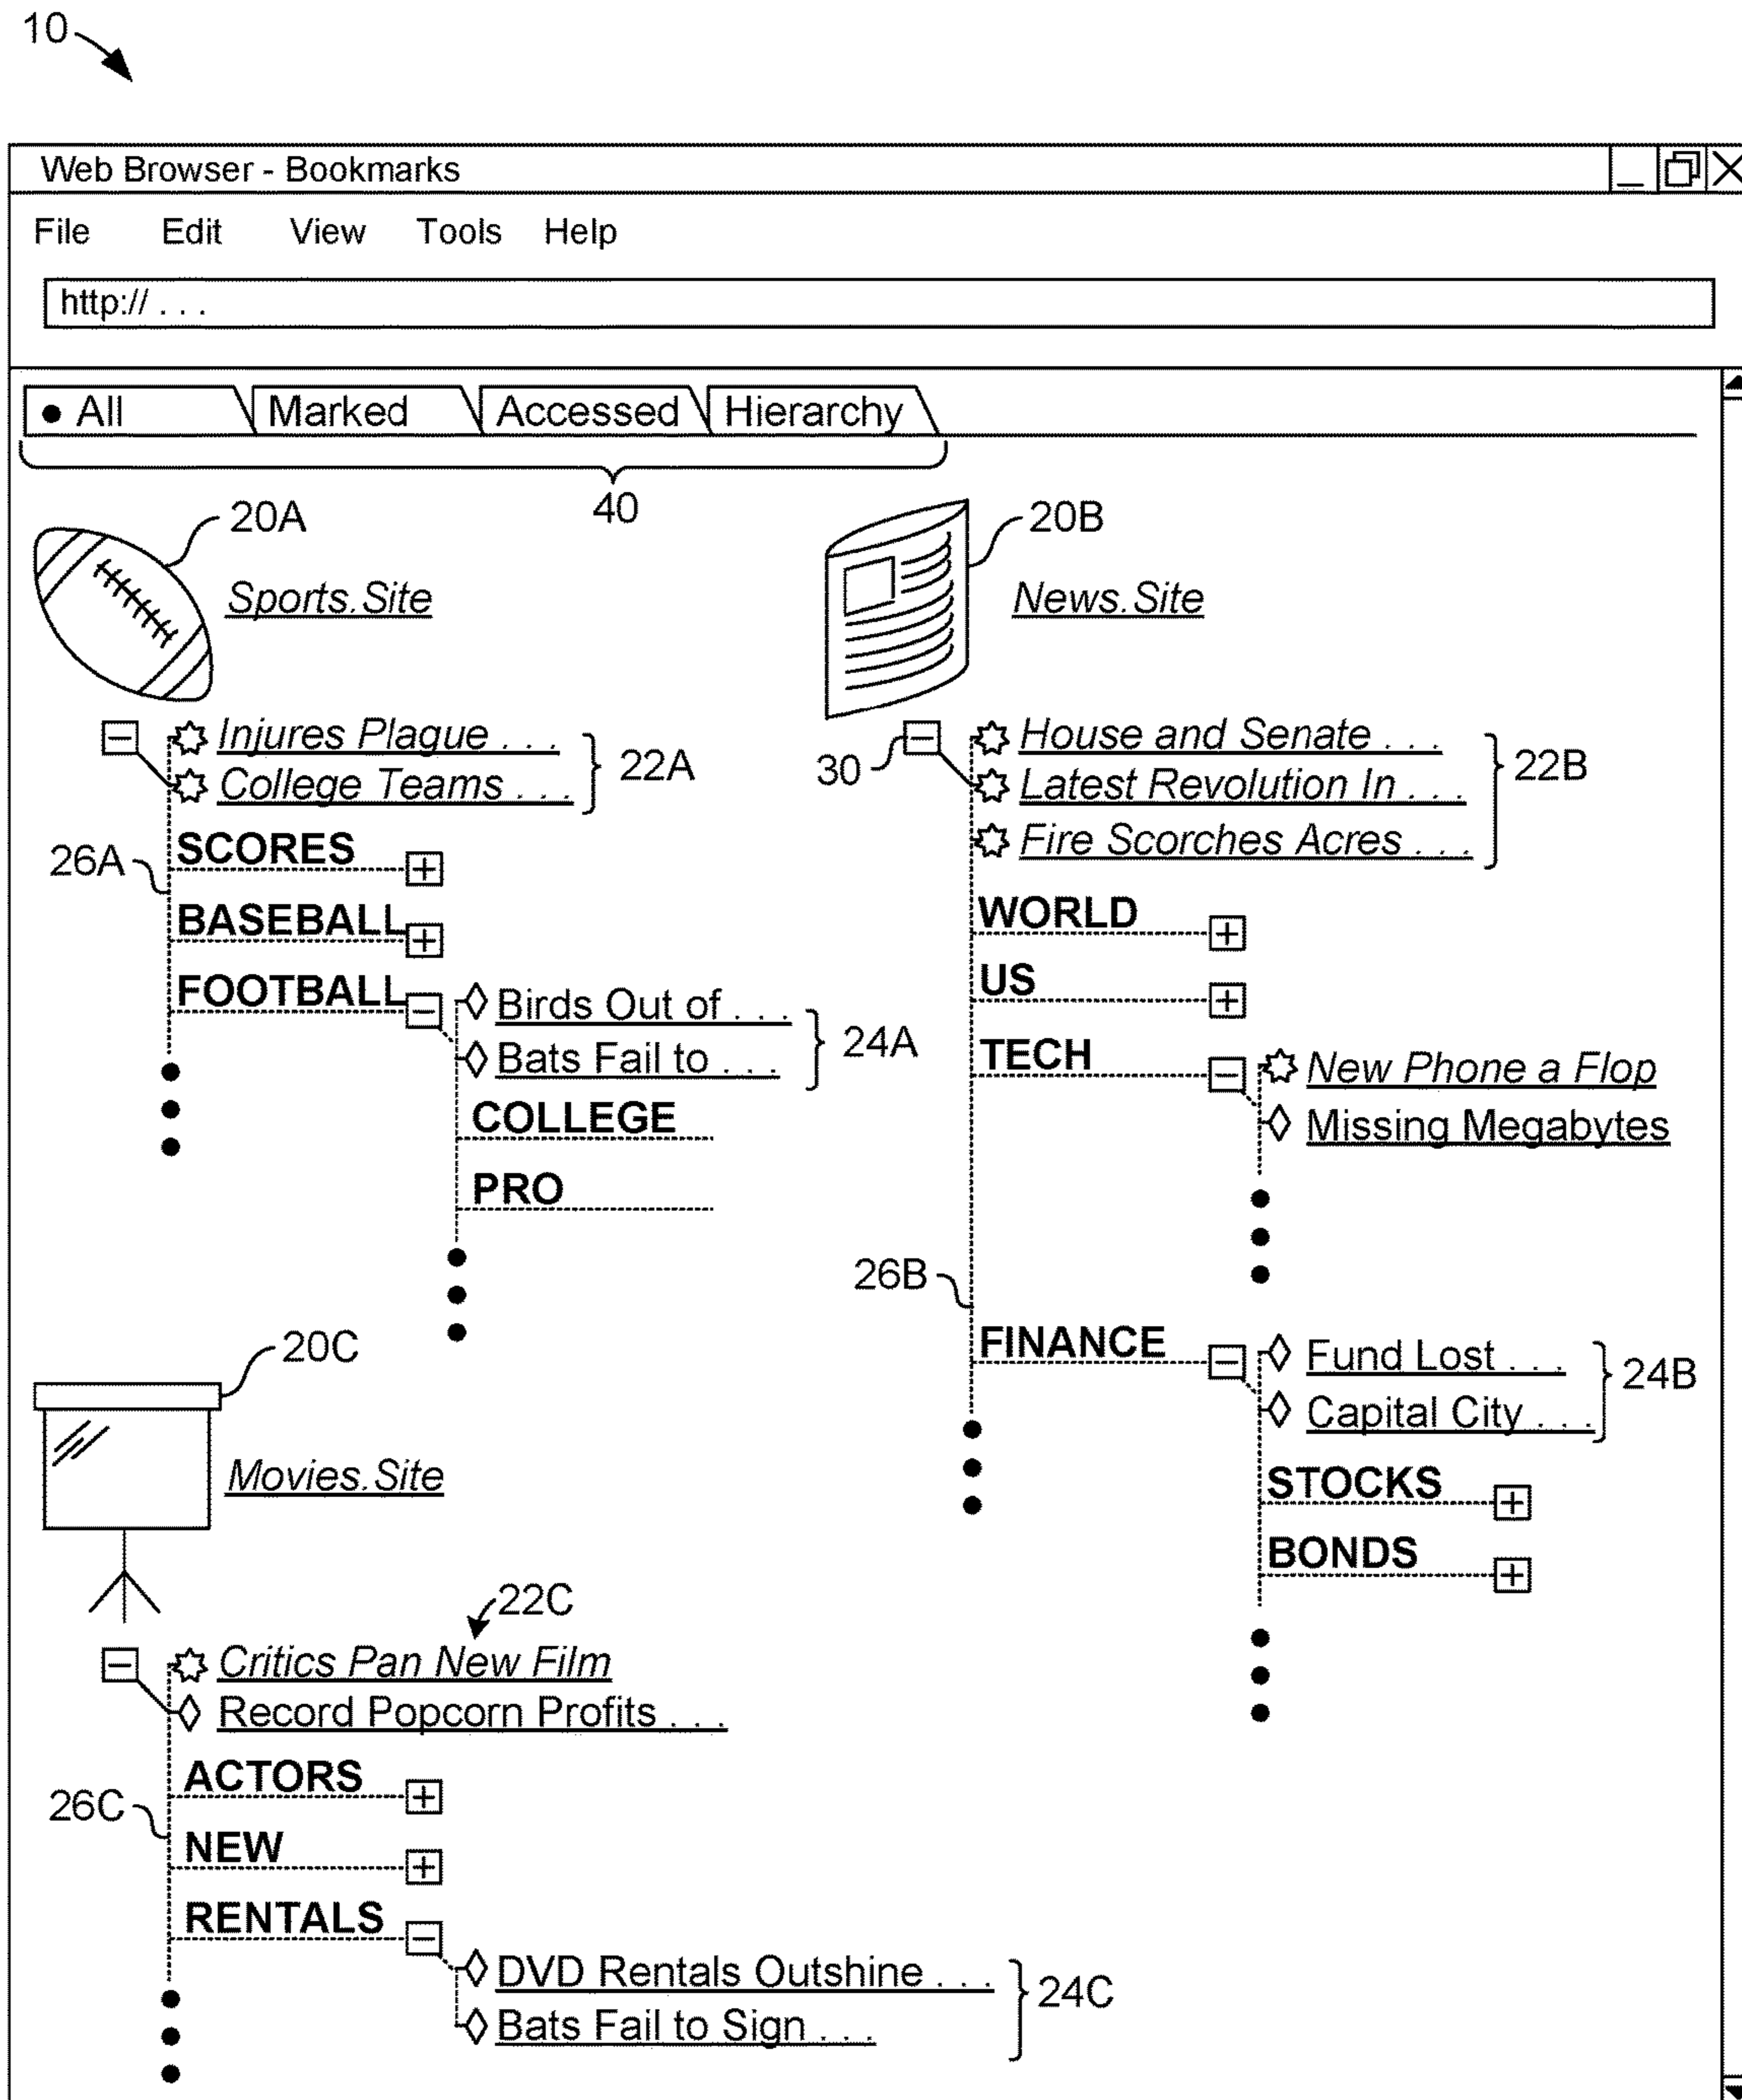 10
Web Browser - Bookmarks
File Edit View Tools Help
http:// . . .
All Marked Accessed Hierarchy
40
20A
Sports.Site
Injures Plague . . .
College Teams . . .
22A
26A
SCORES
BASEBALL
FOOTBALL
Birds Out of . . .
Bats Fail to . . .
24A
COLLEGE
PRO
20B
News.Site
30
House and Senate . . .
Latest Revolution In . . .
Fire Scorches Acres . . .
22B
WORLD
US
TECH
New Phone a Flop
Missing Megabytes
26B
FINANCE
Fund Lost . . .
Capital City . . .
24B
STOCKS
BONDS
20C
Movies.Site
22C
Critics Pan New Film
Record Popcorn Profits . . .
26C
ACTORS
NEW
RENTALS
DVD Rentals Outshine . . .
Bats Fail to Sign . . .
24C